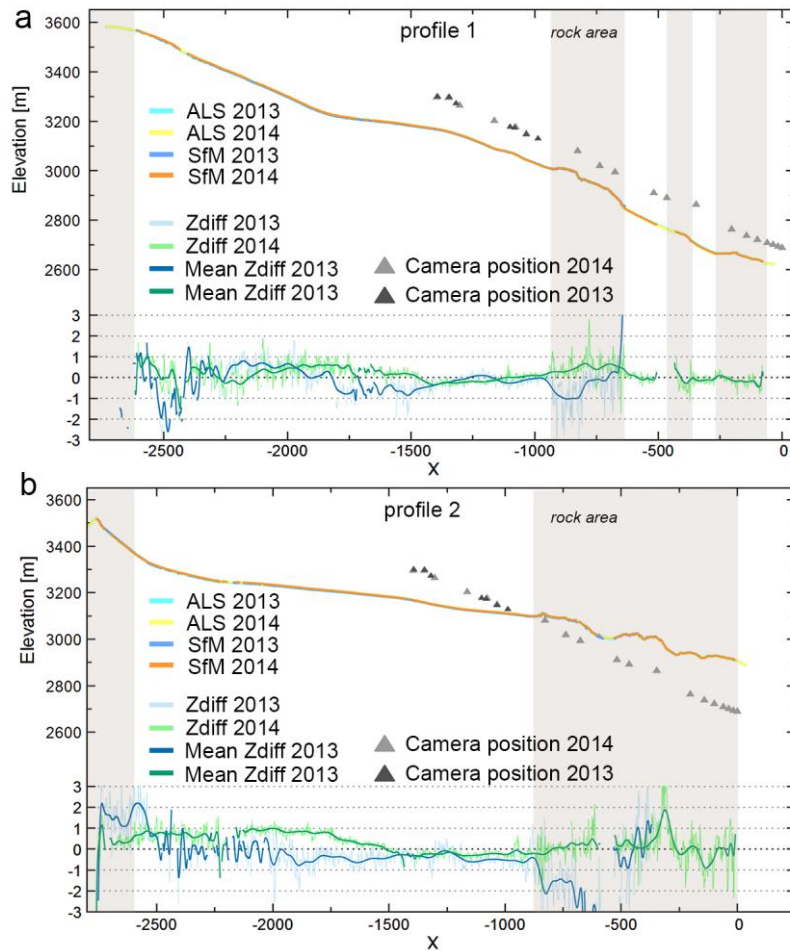 a
profile 1
rock area
3600
3400
3200
3000
2800
2600
Elevation [m]
ALS 2013
ALS 2014
SfM 2013
SfM 2014
Zdiff 2013
Zdiff 2014
Mean Zdiff 2013
Mean Zdiff 2013
Camera position 2014
Camera position 2013
3
2
1
0
-1
-2
-3
-2500 -2000 -1500 -1000 -500 0
X
b
profile 2
rock area
3600
3400
3200
3000
2800
2600
Elevation [m]
ALS 2013
ALS 2014
SfM 2013
SfM 2014
Zdiff 2013
Zdiff 2014
Mean Zdiff 2013
Mean Zdiff 2013
Camera position 2014
Camera position 2013
3
2
1
0
-1
-2
-3
-2500 -2000 -1500 -1000 -500 0
X